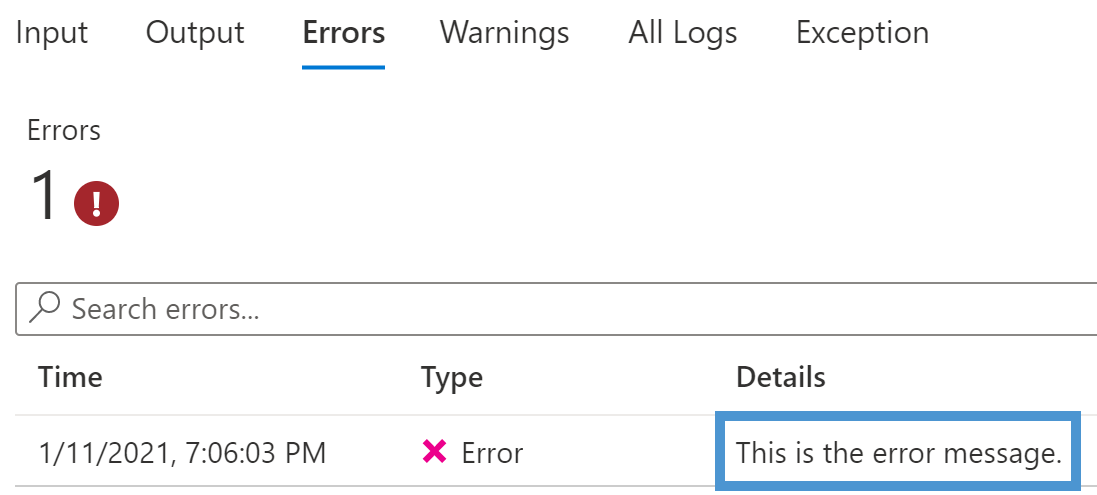 Input Output Errors Warnings All Logs Exception
Errors
1
Search errors...
Time Type Details
1/11/2021, 7:06:03 PM Error This is the error message.